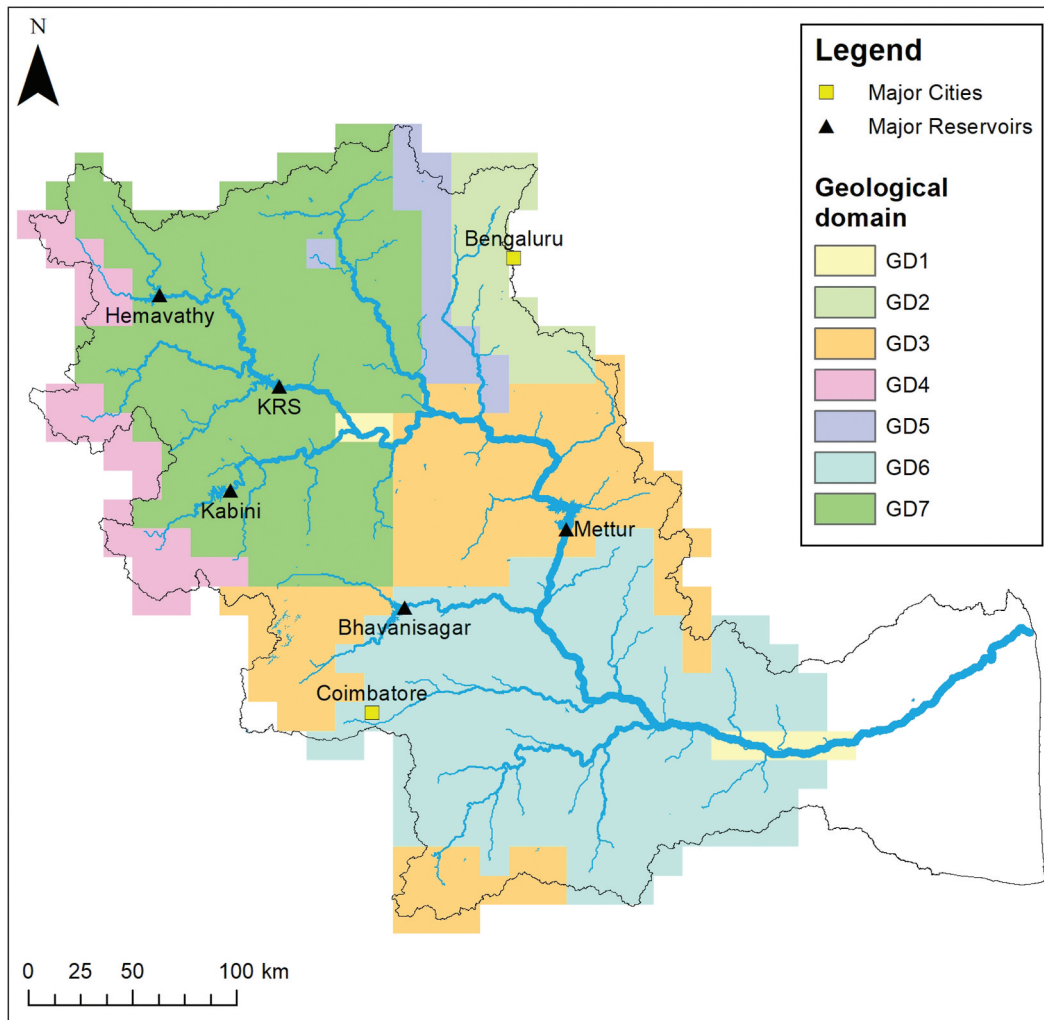 N
Legend
Major Cities
Major Reservoirs
Geological
domain
GD1
GD2
GD3
GD4
GD5
GD6
GD7
Bengaluru
Hemavathy
KRS
Kabini
Mettur
Bhavanisagar
Coimbatore
0 25 50 100 km